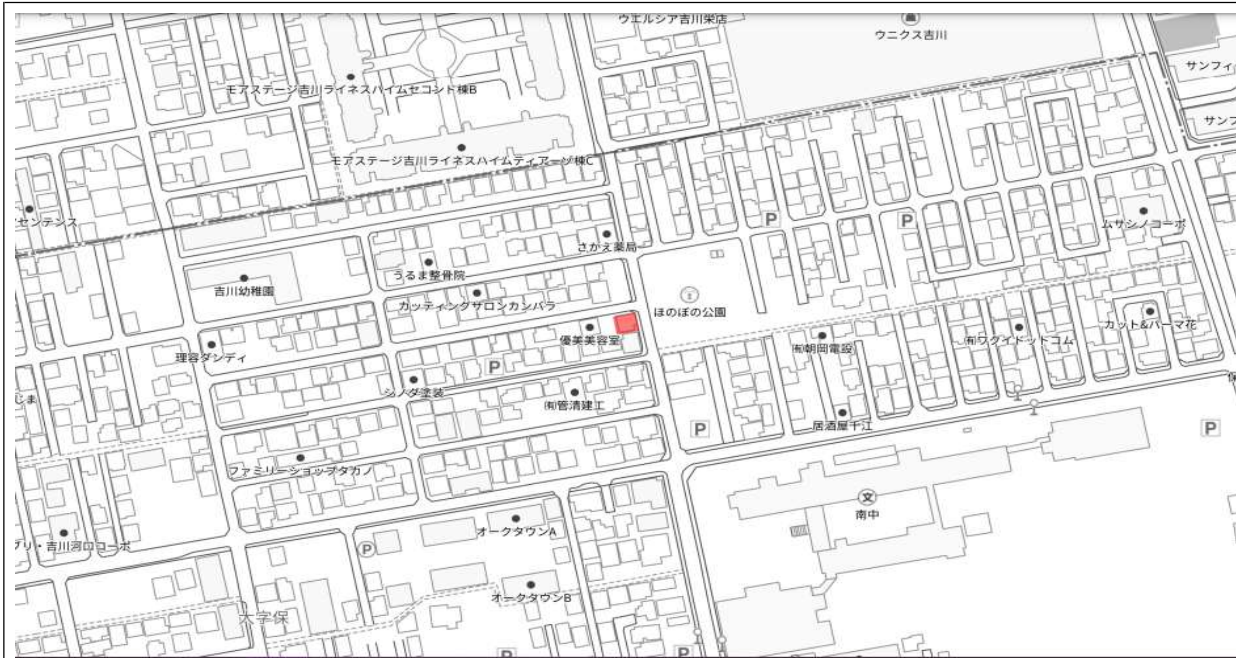 ウエルシア吉川栄店
ウニクス吉川
サンフィ
モアステージ吉川ライネスハイムセコンド棟B
サンフ
モアステージ吉川ライネスハイムティアーゾ棟C
センテンス
ムサシノコーポ
P
P
さかえ薬局
うるま整骨院
吉川幼稚園
カッティングサロンカンバラ
ほのぼの公園
カット&パーマ花
優美美容室
㈲朝岡電設
㈲ワクイドットコム
理容ダンディ
P
シノダ塗装
じま
㈲管清建工
居酒屋千江
P
P
ファミリーショップタカノ
文
南中
オークタウンA
ブリ・吉川河口コーポ
P
オークタウンB
大字保
P
P